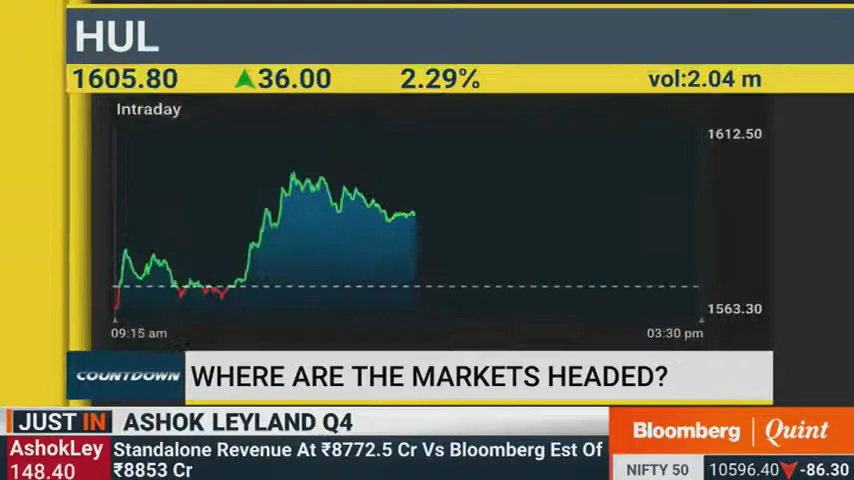 HUL
1605.80 ▲36.00 2.29% vol:2.04 m
Intraday
1612.50
1563.30
09:15 am 03:30 pm
COUNTDOWN WHERE ARE THE MARKETS HEADED?
JUST IN ASHOK LEYLAND Q4
AshokLey
148.40
Standalone Revenue At ₹8772.5 Cr Vs Bloomberg Est Of
₹8853 Cr
Bloomberg | Quint
NIFTY 50 10596.40 ▼-86.30